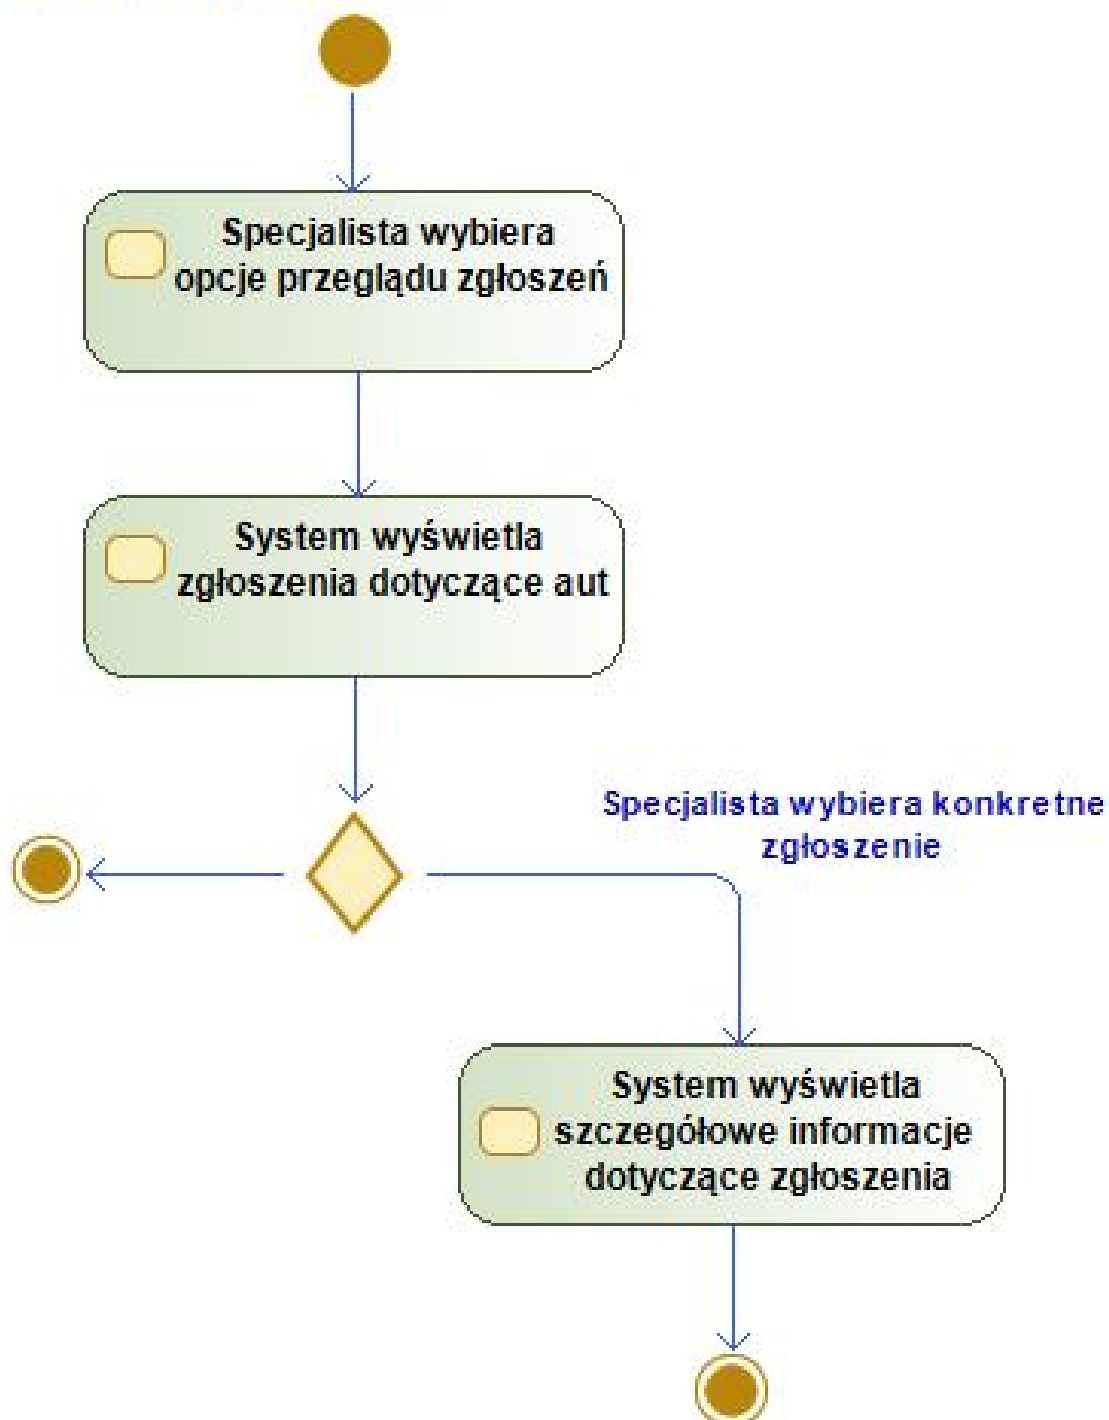 Specjalista wybiera
opcje przeglądu zgłoszeń
System wyświetla
zgłoszenia dotyczące aut
Specjalista wybiera konkretne
zgłoszenie
System wyświetla
szczegółowe informacje
dotyczące zgłoszenia